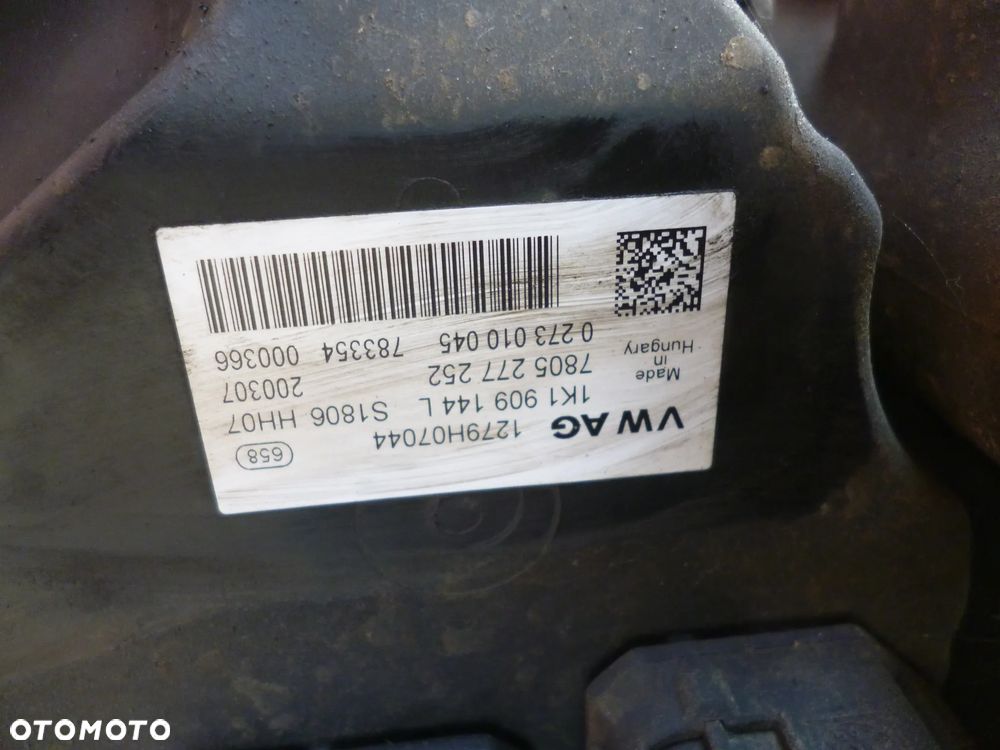 658
VW AG 1279H07044
1K1 909 144 L S1806 HH07
7805 277 252 200307
0 273 010 045 783354 000366
Made
in
Hungary
OTOMOTO